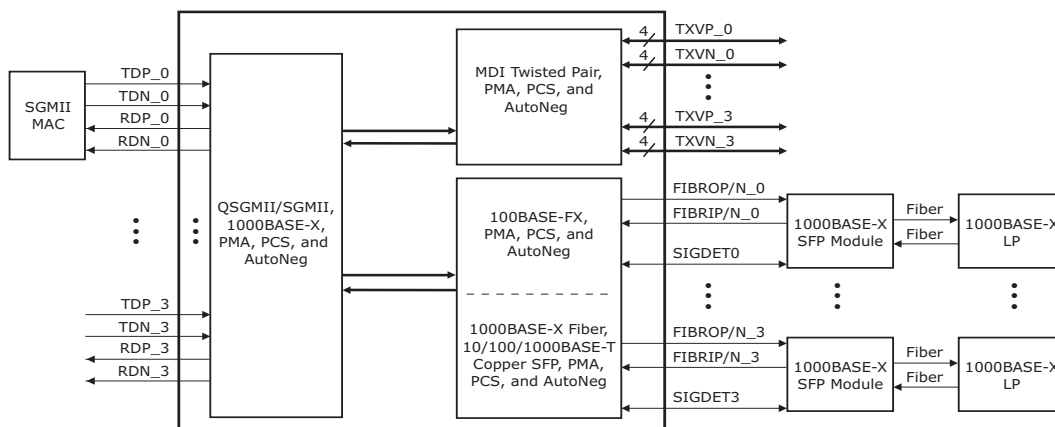 SGMII
MAC
TDP_0
TDN_0
RDP_0
RDN_0
TDP_3
TDN_3
RDP_3
RDN_3
QSGMII/SGMII,
1000BASE-X,
PMA, PCS, and
AutoNeg
MDI Twisted Pair,
PMA, PCS, and
AutoNeg
4 TXVP_0
4 TXVN_0
4 TXVP_3
4 TXVN_3
100BASE-FX,
PMA, PCS, and
AutoNeg
1000BASE-X Fiber,
10/100/1000BASE-T
Copper SFP, PMA,
PCS, and AutoNeg
FIBROP/N_0
FIBRIP/N_0
SIGDET0
1000BASE-X
SFP Module
Fiber
Fiber
1000BASE-X
LP
FIBROP/N_3
FIBRIP/N_3
SIGDET3
1000BASE-X
SFP Module
Fiber
Fiber
1000BASE-X
LP